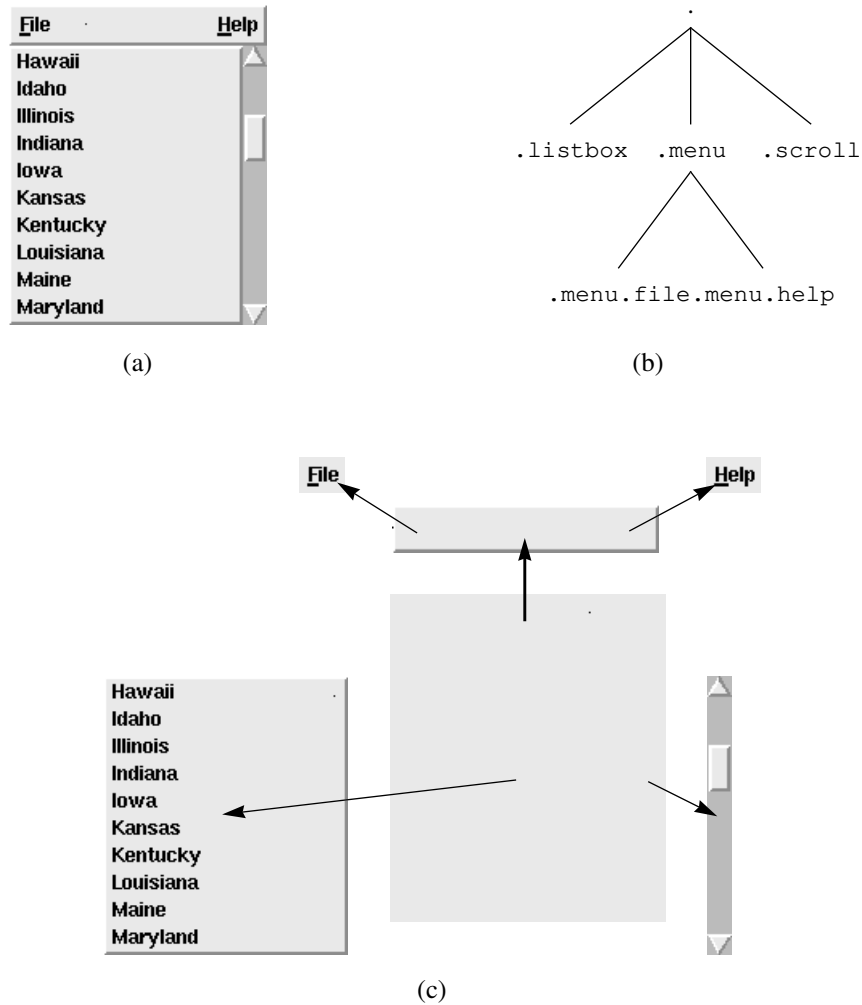 File Help
Hawaii
Idaho
Illinois
Indiana
Iowa
Kansas
Kentucky
Louisiana
Maine
Maryland
(a)
.
.listbox .menu .scroll
.menu.file.menu.help
(b)
File Help
Hawaii
Idaho
Illinois
Indiana
Iowa
Kansas
Kentucky
Louisiana
Maine
Maryland
(c)